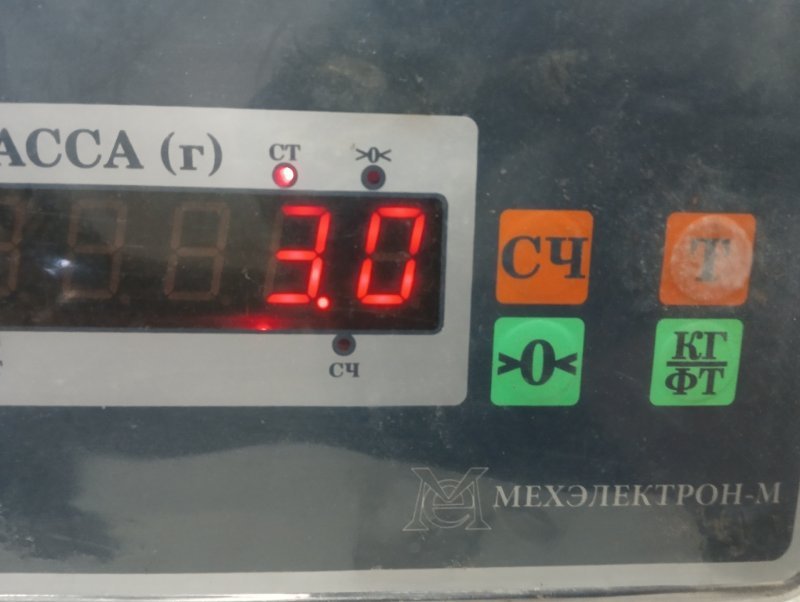 АССА (г)
СТ
>0<
3.0
СЧ
СЧ
Т
>0<
КГ
ФТ
МЕХЭЛЕКТРОН-М